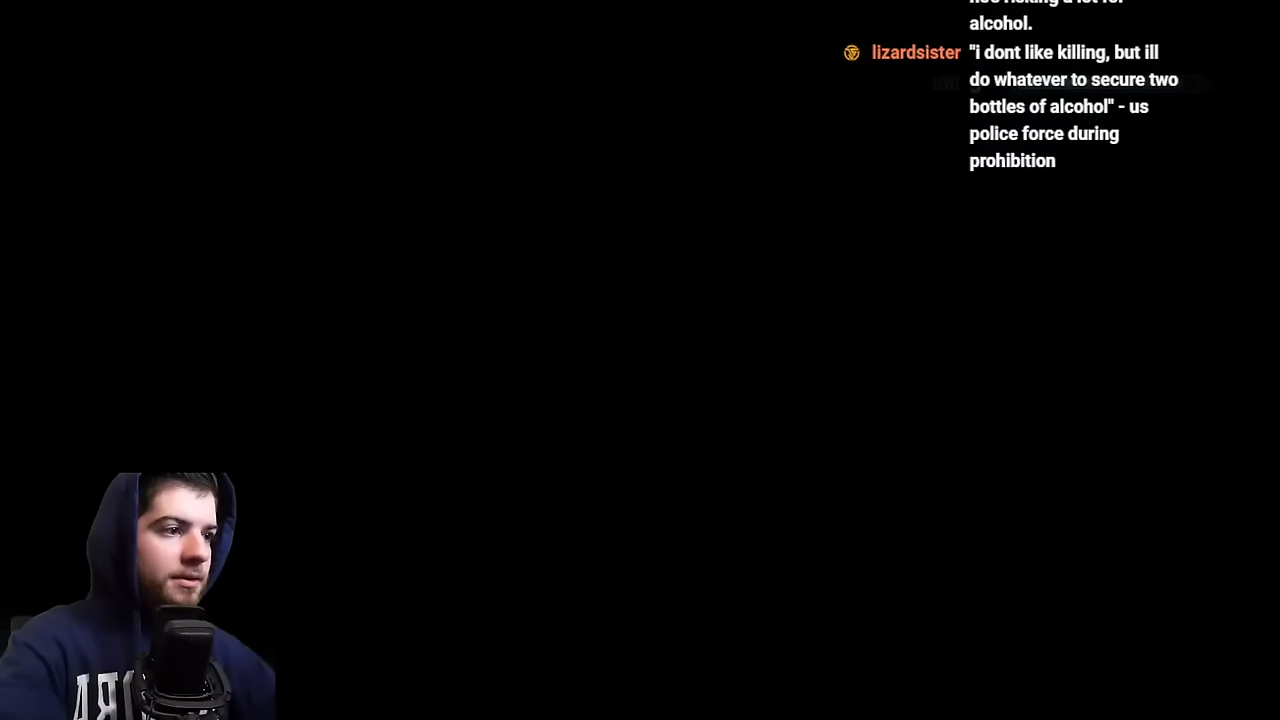 alcohol.
lizardsister "i dont like killing, but ill
do whatever to secure two
bottles of alcohol" - us
police force during
prohibition